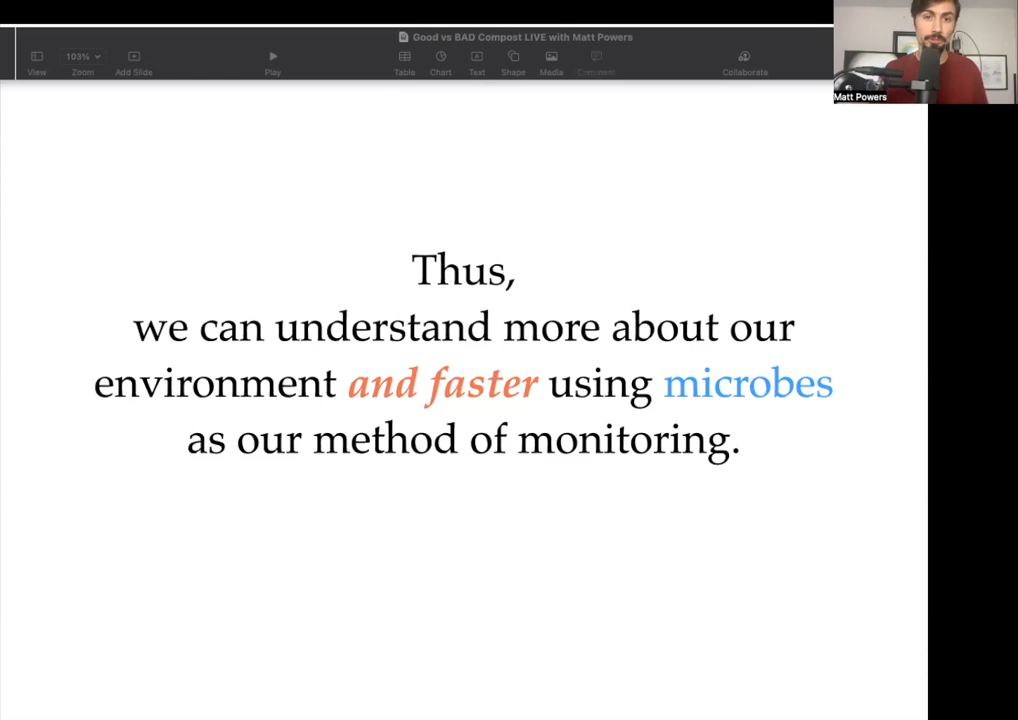 Good vs BAD Compost LIVE with Matt Powers
103%
View Zoom Add Slide Play Table Chart Text Shape Media Comment Collaborate
Matt Powers
Thus,
we can understand more about our
environment and faster using microbes
as our method of monitoring.